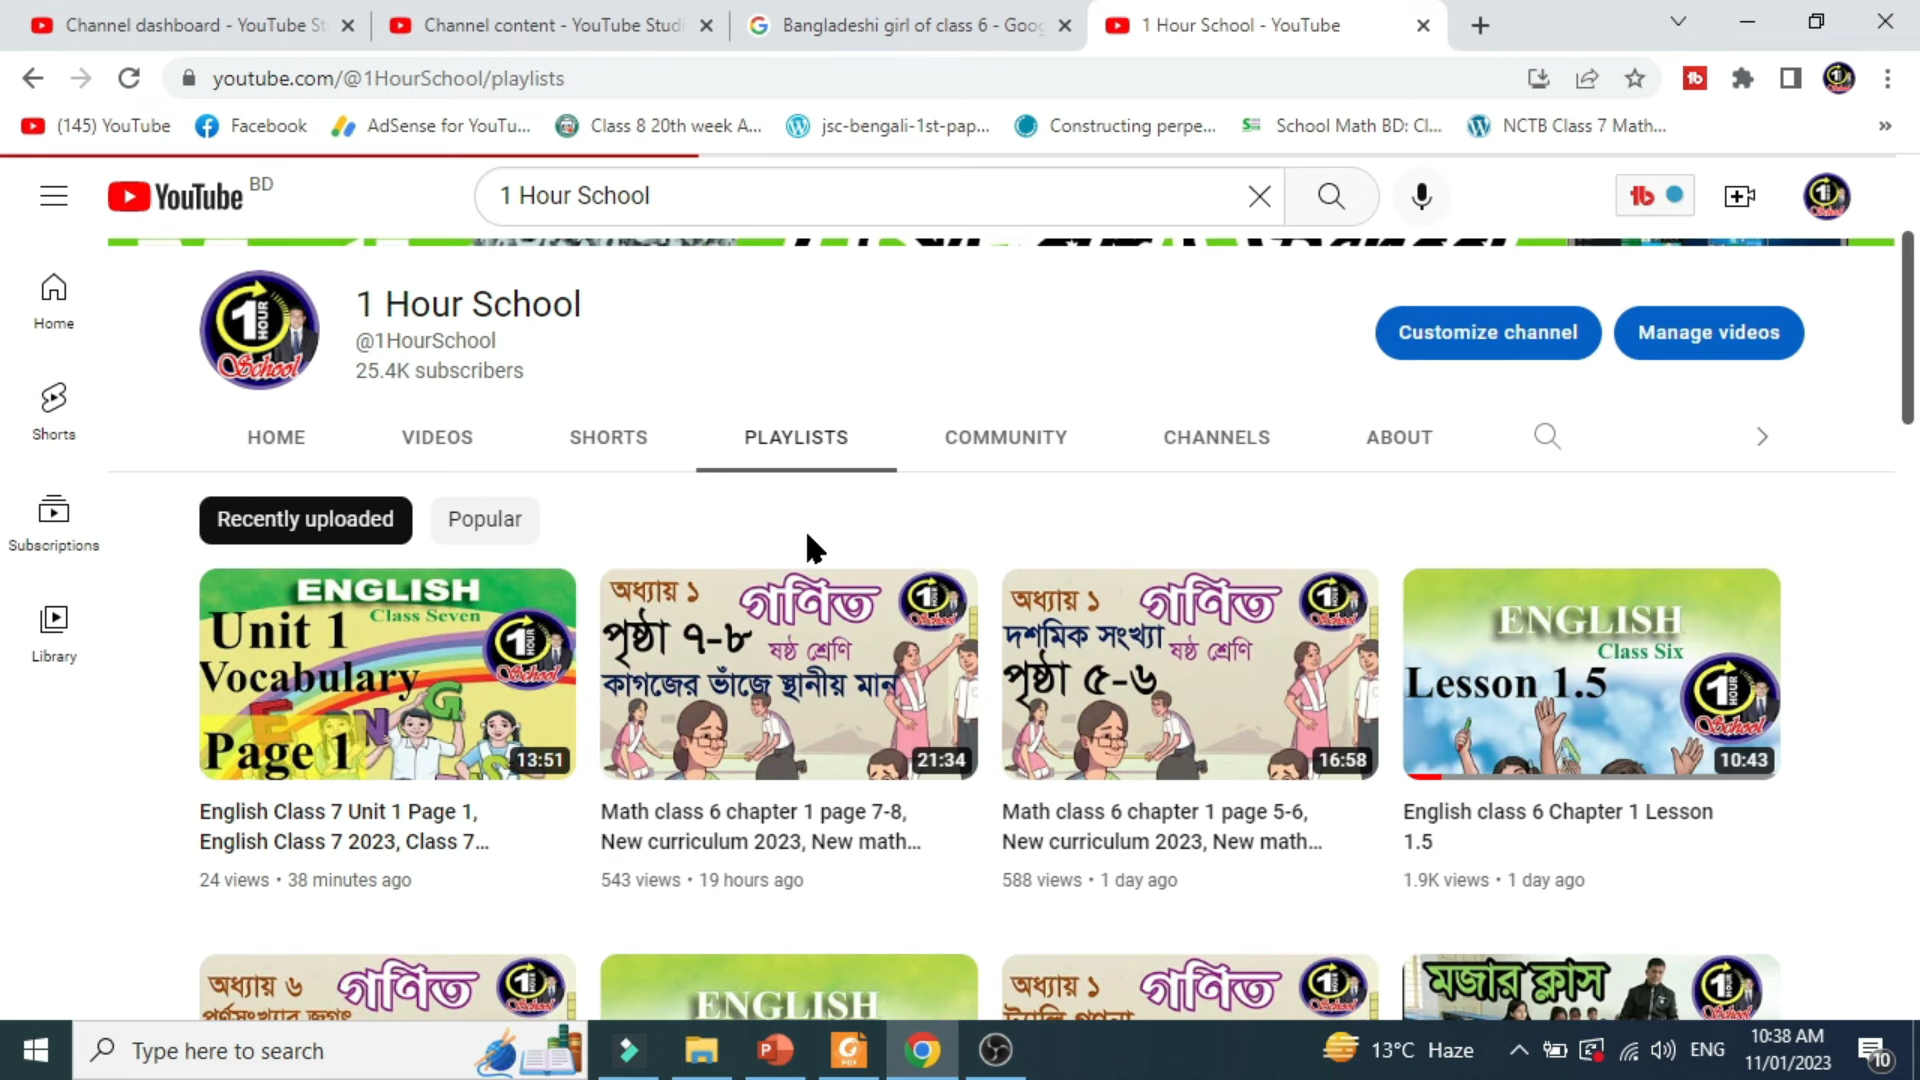 Channel dashboard - YouTube St
Channel content - YouTube Studi
Bangladeshi girl of class 6 - Goog
1 Hour School - YouTube
youtube.com/@1HourSchool/playlists
(145) YouTube
Facebook
AdSense for YouTu...
Class 8 20th week A...
jsc-bengali-1st-pap...
Constructing perpe...
School Math BD: Cl...
NCTB Class 7 Math...
YouTube BD
1 Hour School
Home
Shorts
Subscriptions
Library
1 HOUR School
1 Hour School
@1HourSchool
25.4K subscribers
Customize channel
Manage videos
HOME
VIDEOS
SHORTS
PLAYLISTS
COMMUNITY
CHANNELS
ABOUT
Recently uploaded
Popular
ENGLISH
Class Seven
Unit 1
Vocabulary
Page 1
13:51
অধ্যায় ১
গণিত
পৃষ্ঠা ৭-৮
ষষ্ঠ শ্রেণি
কাগজের ভাঁজে স্থানীয় মান
21:34
অধ্যায় ১
গণিত
দশমিক সংখ্যা
ষষ্ঠ শ্রেণি
পৃষ্ঠা ৫-৬
16:58
ENGLISH
Class Six
Lesson 1.5
10:43
English Class 7 Unit 1 Page 1,
English Class 7 2023, Class 7...
24 views • 38 minutes ago
Math class 6 chapter 1 page 7-8,
New curriculum 2023, New math...
543 views • 19 hours ago
Math class 6 chapter 1 page 5-6,
New curriculum 2023, New math...
588 views • 1 day ago
English class 6 Chapter 1 Lesson
1.5
1.9K views • 1 day ago
অধ্যায় ৬
গণিত
পূর্ণসংখ্যার জগৎ
ENGLISH
অধ্যায় ১
গণিত
ট্যালি গণনা
মজার ক্লাস
Type here to search
13°C Haze
ENG
10:38 AM
11/01/2023
10